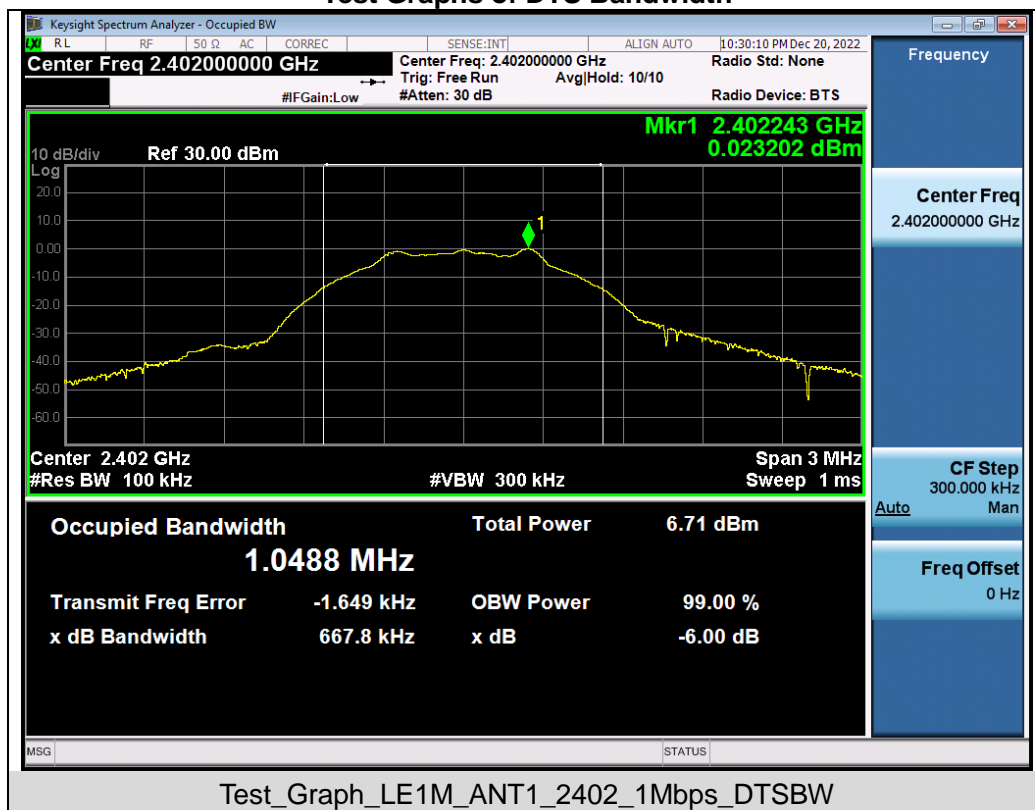 Test Graphs of DTS Bandwidth
Keysight Spectrum Analyzer - Occupied BW
LXI RL RF 50 Ω AC CORREC SENSE:INT ALIGN AUTO 10:30:10 PM Dec 20, 2022
Center Freq 2.402000000 GHz
Center Freq: 2.402000000 GHz Radio Std: None
Trig: Free Run Avg|Hold: 10/10
#IFGain:Low #Atten: 30 dB Radio Device: BTS
Frequency
Mkr1 2.402243 GHz
0.023202 dBm
10 dB/div Ref 30.00 dBm
Log
20.0
10.0
0.00
-10.0
-20.0
-30.0
-40.0
-50.0
-60.0
1
Center 2.402 GHz Span 3 MHz
#Res BW 100 kHz #VBW 300 kHz Sweep 1 ms
Occupied Bandwidth Total Power 6.71 dBm
1.0488 MHz
Transmit Freq Error -1.649 kHz OBW Power 99.00 %
x dB Bandwidth 667.8 kHz x dB -6.00 dB
Center Freq
2.402000000 GHz
CF Step
300.000 kHz
Auto Man
Freq Offset
0 Hz
MSG STATUS
Test_Graph_LE1M_ANT1_2402_1Mbps_DTSBW